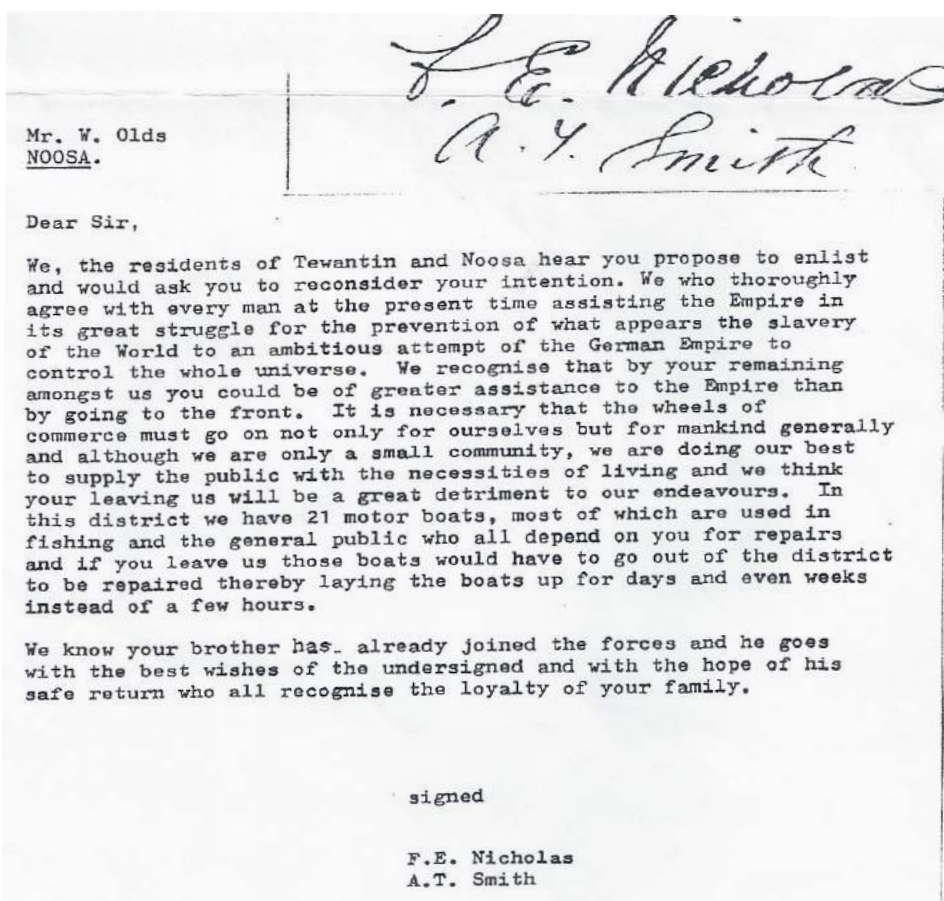 F. E. Nicholas
A. T. Smith
Mr. W. Olds
NOOSA.
Dear Sir,
We, the residents of Tewantin and Noosa hear you propose to enlist
and would ask you to reconsider your intention. We who thoroughly
agree with every man at the present time assisting the Empire in
its great struggle for the prevention of what appears the slavery
of the World to an ambitious attempt of the German Empire to
control the whole universe. We recognise that by your remaining
amongst us you could be of greater assistance to the Empire than
by going to the front. It is necessary that the wheels of
commerce must go on not only for ourselves but for mankind generally
and although we are only a small community, we are doing our best
to supply the public with the necessities of living and we think
your leaving us will be a great detriment to our endeavours. In
this district we have 21 motor boats, most of which are used in
fishing and the general public who all depend on you for repairs
and if you leave us those boats would have to go out of the district
to be repaired thereby laying the boats up for days and even weeks
instead of a few hours.
We know your brother has already joined the forces and he goes
with the best wishes of the undersigned and with the hope of his
safe return who all recognise the loyalty of your family.
signed
F.E. Nicholas
A.T. Smith